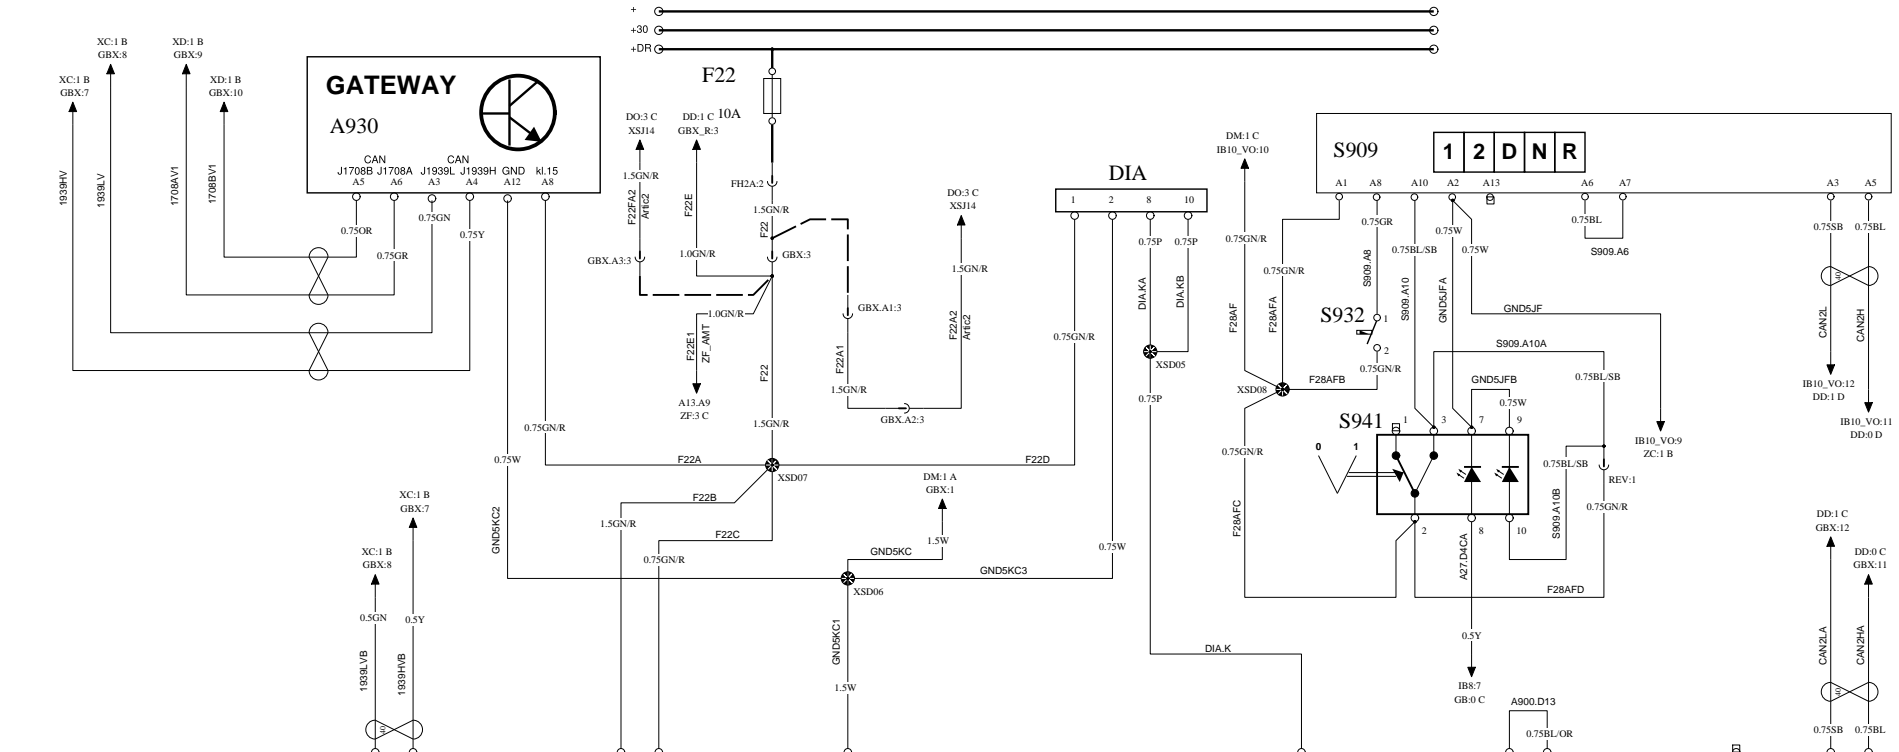 +
+30
+DR
XC:1 B
GBX:8
XD:1 B
GBX:9
XC:1 B
GBX:7
XD:1 B
GBX:10
1939HV
1939LV
1708AV1
1708BV1
GATEWAY
A930
CAN
CAN
J1708B J1708A J1939L J1939H GND kl.15
A5 A6 A3 A4 A12 A8
0.75OR
0.75GR
0.75GN
0.75Y
F22
10A
DO:3 C
XSJ14
DD:1 C
GBX_R:3
1.5GN/R
F22FA2
Artic2
F22E
1.0GN/R
GBX.A3:3
FH2A:2
1.5GN/R
F22
GBX:3
1.0GN/R
F22E1
ZF_AMT
A13.A9
ZF:3 C
F22
1.5GN/R
GBX.A1:3
F22A1
1.5GN/R
GBX.A2:3
DO:3 C
XSJ14
1.5GN/R
F22A2
Artic2
DIA
1 2 8 10
0.75P
0.75P
DIA.KA
DIA.KB
XSD05
0.75P
0.75GN/R
0.75W
DIA.K
0.75W
0.75GN/R
GND5KC2
F22A
XSD07
F22D
F22B
1.5GN/R
F22C
0.75GN/R
DM:1 A
GBX:1
1.5W
GND5KC
GND5KC3
XSD06
GND5KC1
1.5W
XC:1 B
GBX:7
XC:1 B
GBX:8
0.5GN
0.5Y
1939LVB
1939HVB
40
DM:1 C
IB10_VO:10
0.75GN/R
F28AF
0.75GN/R
F28AFA
XSD08
F28AFB
0.75GN/R
F28AFC
S909
1 2 D N R
A1 A8 A10 A2 A13 A6 A7 A3 A5
0.75GR
S909.A8
S932
1
2
0.75GN/R
0.75BL/SB
S909.A10
0.75W
GND5JFA
0.75W
GND5JF
0.75BL
S909.A6
S909.A10A
0.75BL/SB
GND5JFB
0.75W
S941
1 3 7 9
0 1
2 8 10
0.75BL/SB
S909.A10B
REV:1
0.75GN/R
F28AFD
A27.D4CA
0.5Y
IB8:7
GB:0 C
IB10_VO:9
ZC:1 B
0.75SB
0.75BL
40
CAN2L
CAN2H
IB10_VO:12
DD:1 D
IB10_VO:11
DD:0 D
DD:1 C
GBX:12
DD:0 C
GBX:11
CAN2LA
CAN2HA
40
0.75SB
0.75BL
A900.D13
0.75BL/OR